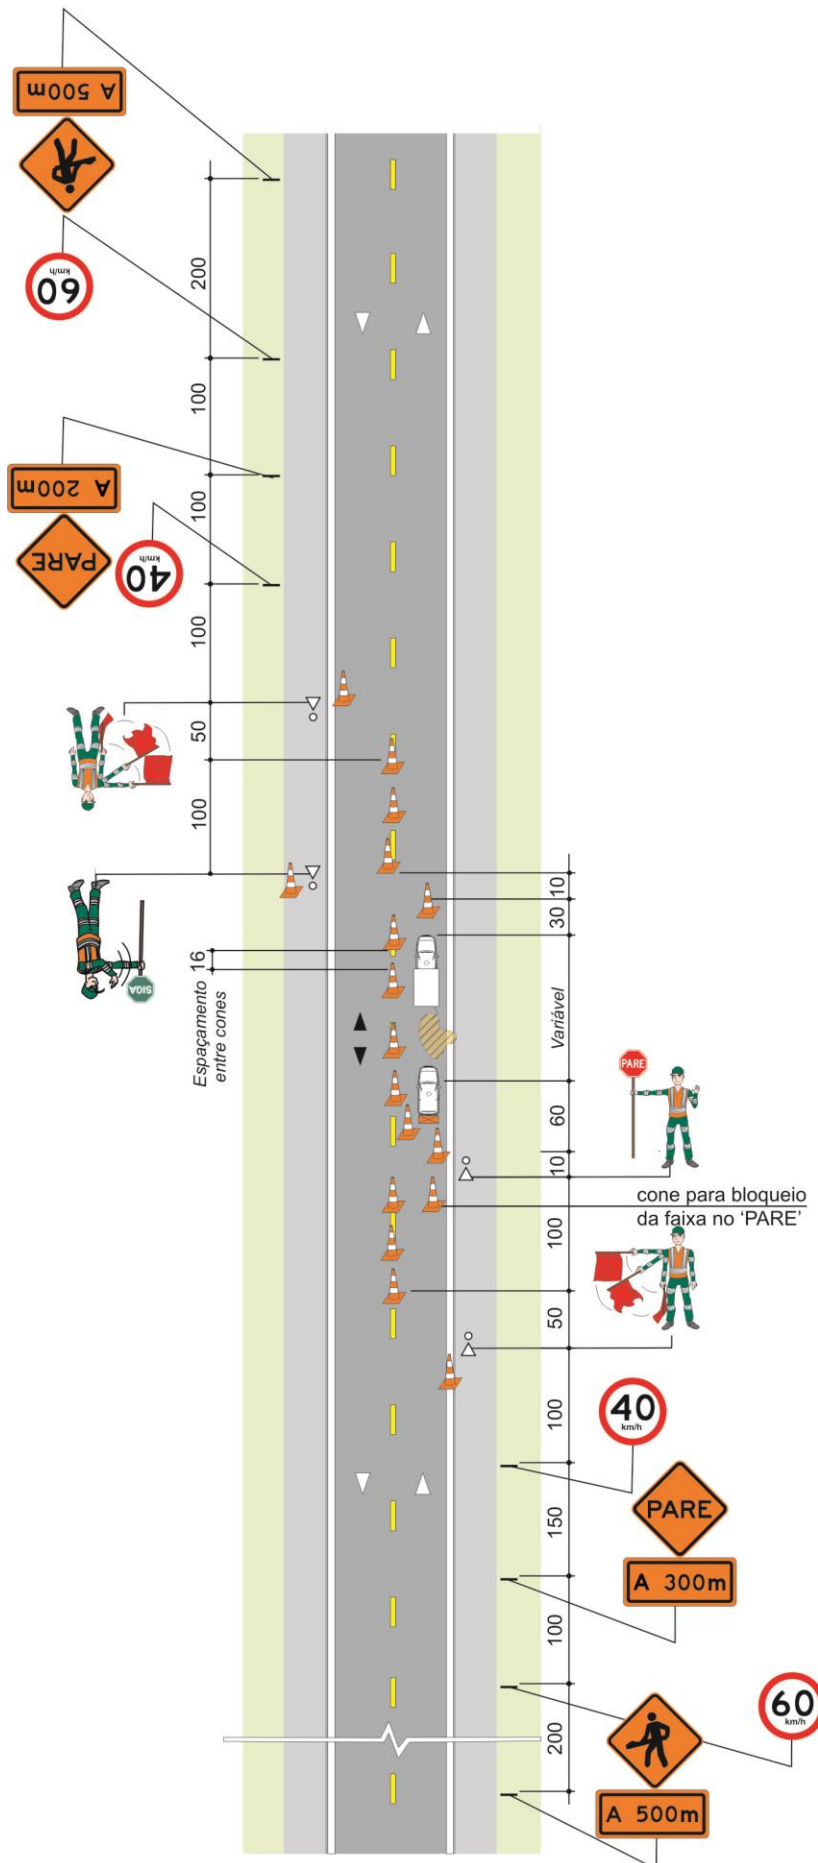 A 500m
60
km/h
200
100
A 200m
PARE
40
km/h
100
100
50
100
SIGA
16
Espaçamento
entre cones
10
30
Variável
60
10
PARE
cone para bloqueio
da faixa no 'PARE'
100
50
40
km/h
100
PARE
A 300m
150
100
60
km/h
200
A 500m